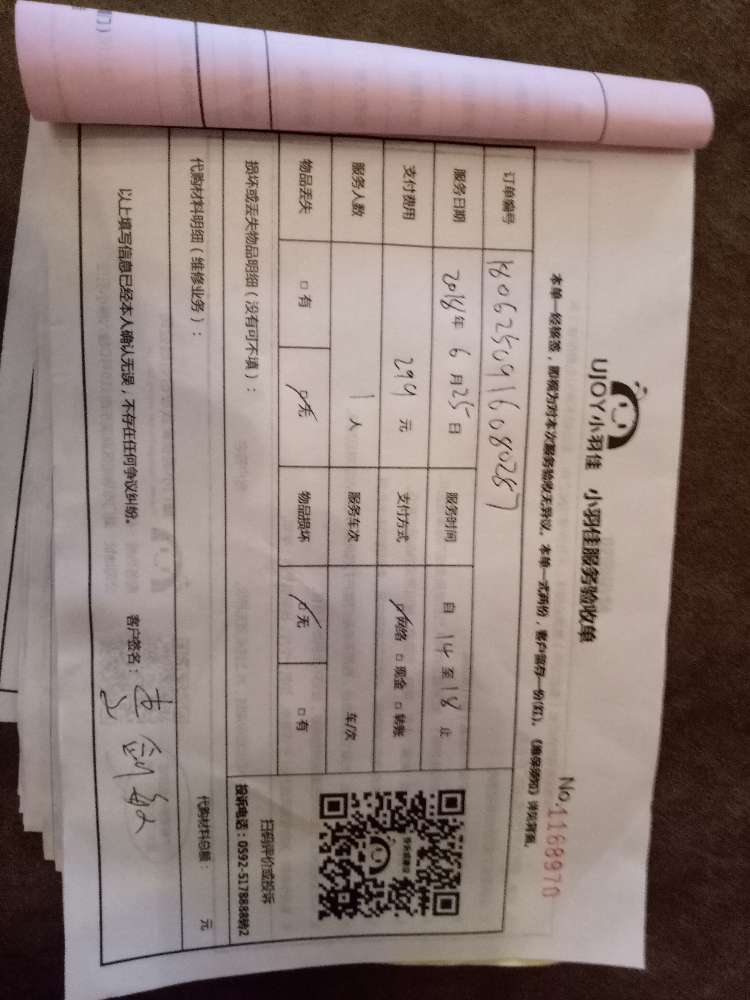 UJOY小羽佳 小羽佳服务验收单
No.1168970
本单一经接签，即视为对本次服务验收无异议。本单一式两份，客户留存一份(红)。《施保须知》详见背面。
订单编号 1806250916080257
服务日期 2018年 6月25日 服务时间 自 14 至 18 止
支付费用 299 元 支付方式 ☑网络 □现金 □转账
服务人数 1 人 服务车次 车/次
物品丢失 □有 ☑无 物品损坏 ☑无 □有
损坏或丢失物品明细（没有可不填）：
扫码评价或投诉
投诉电话：0592-5178888转2
代购材料明细（维修业务）：
代购材料总额： 元
以上填写信息已经本人确认无误，不存在任何争议纠纷。 客户签名：